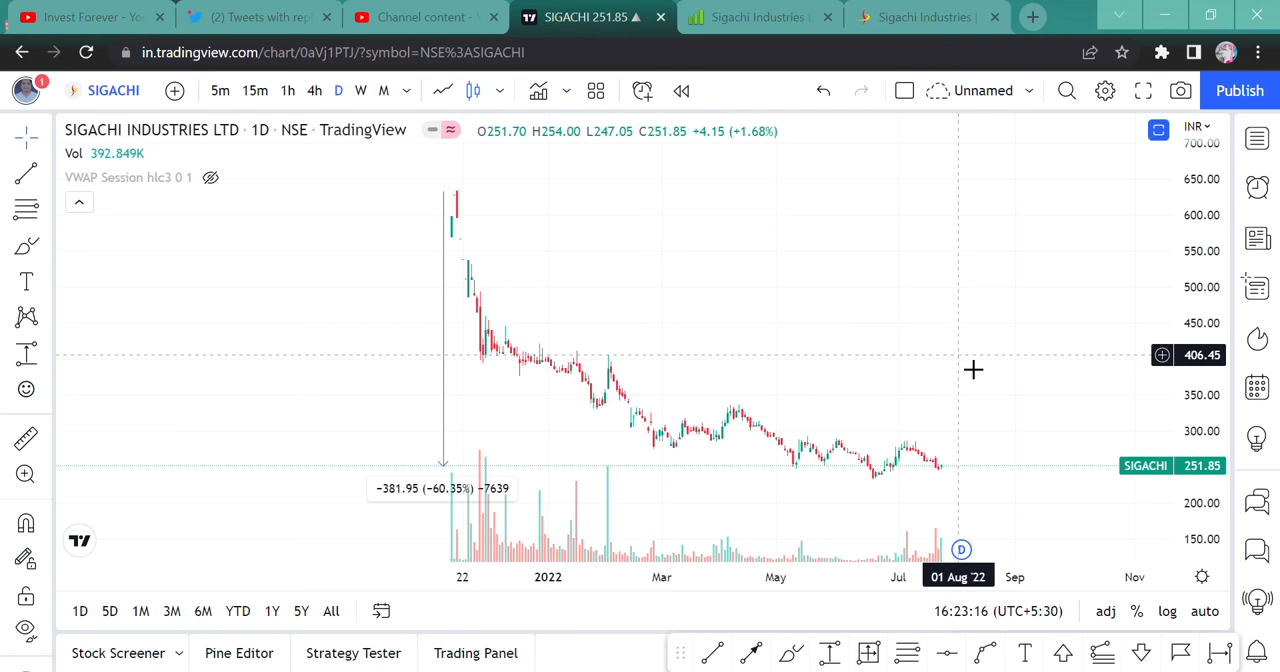 Invest Forever - Yo
(2) Tweets with repl
Channel content - Y
SIGACHI 251.85 ▲
Sigachi Industries L
Sigachi Industries |
in.tradingview.com/chart/0aVj1PTJ/?symbol=NSE%3ASIGACHI
1
SIGACHI
5m 15m 1h 4h D W M
Unnamed
Publish
SIGACHI INDUSTRIES LTD · 1D · NSE · TradingView
O251.70 H254.00 L247.05 C251.85 +4.15 (+1.68%)
INR
Vol 392.849K
VWAP Session hlc3 0 1
700.00
650.00
600.00
550.00
500.00
450.00
406.45
350.00
300.00
SIGACHI 251.85
200.00
150.00
−381.95 (−60.35%) −7639
D
22 2022 Mar May Jul 01 Aug '22 Sep Nov
1D 5D 1M 3M 6M YTD 1Y 5Y All
16:23:16 (UTC+5:30) adj % log auto
Stock Screener Pine Editor Strategy Tester Trading Panel